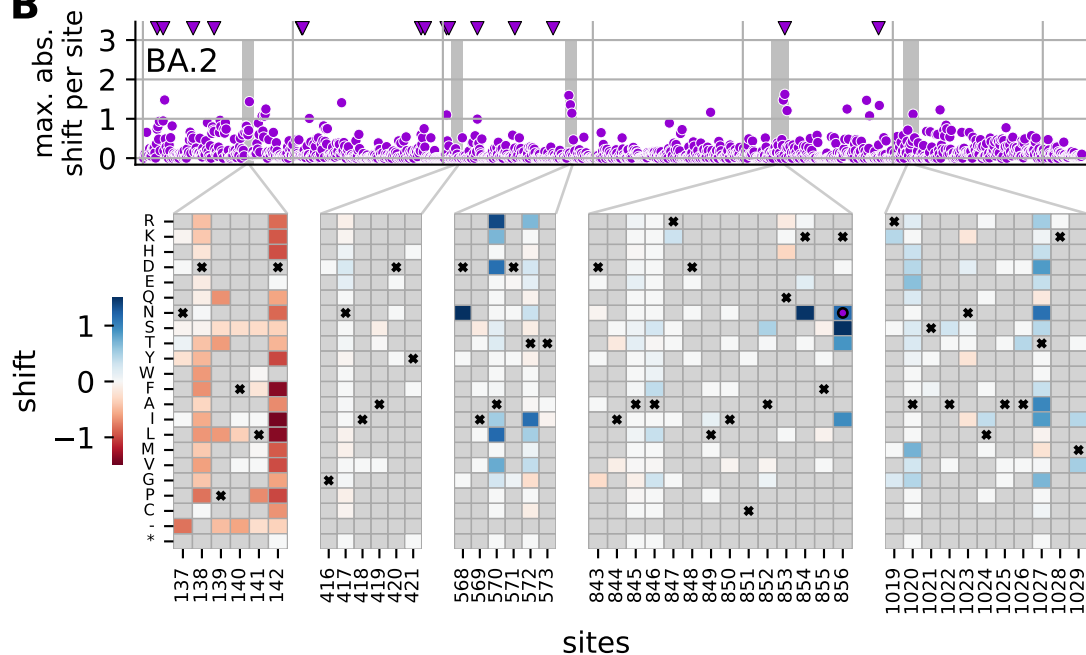 B
max. abs.
shift per site
3
2
1
0
BA.2
R
K
H
D
E
Q
N
S
T
Y
W
F
A
I
L
M
V
G
P
C
-
*
shift
1
0
−1
137 138 139 140 141 142
416 417 418 419 420 421
568 569 570 571 572 573
843 844 845 846 847 848 849 850 851 852 853 854 855 856
1019 1020 1021 1022 1023 1024 1025 1026 1027 1028 1029
sites